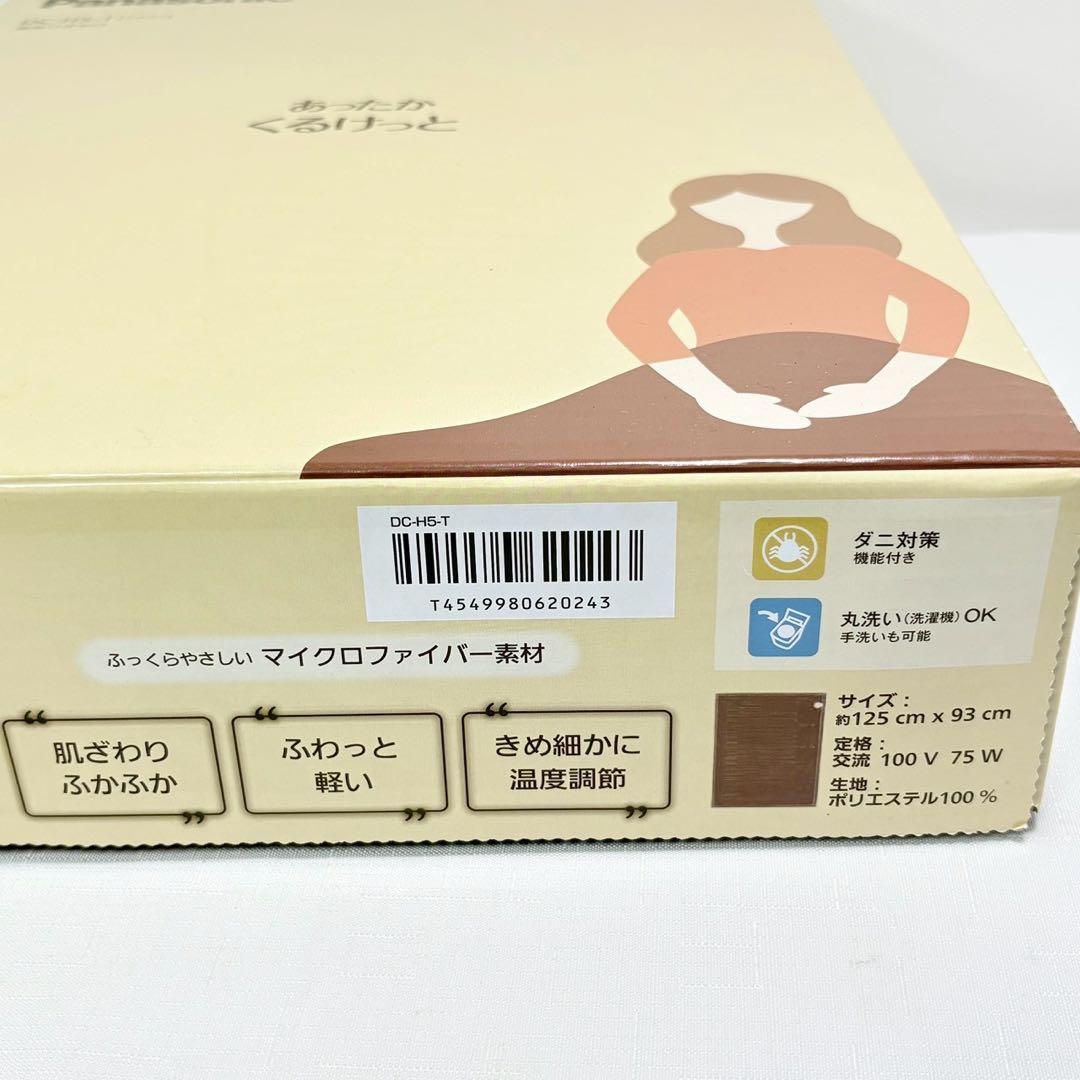 Panasonic
DC-H5-T
あったか
くるけっと
DC-H5-T
T4549980620243
ダニ対策
機能付き
丸洗い(洗濯機)OK
手洗いも可能
ふっくらやさしい マイクロファイバー素材
“肌ざわり
ふかふか”
“ふわっと
軽い”
“きめ細かに
温度調節”
サイズ:
約125 cm x 93 cm
定格:
交流 100 V 75 W
生地:
ポリエステル100 %